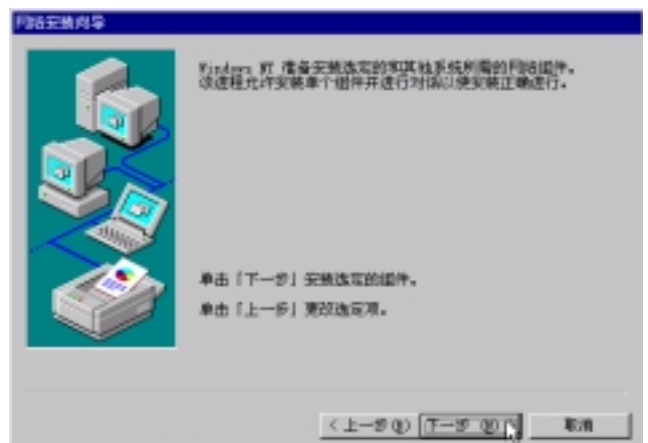 网络安装向导
Windows NT 准备安装选定的和其他系统所需的网络组件。
该进程允许安装单个组件并进行对话以使安装正确进行。
单击「下一步」安装选定的组件。
单击「上一步」更改选定项。
<上一步(B)
下一步(N)
取消